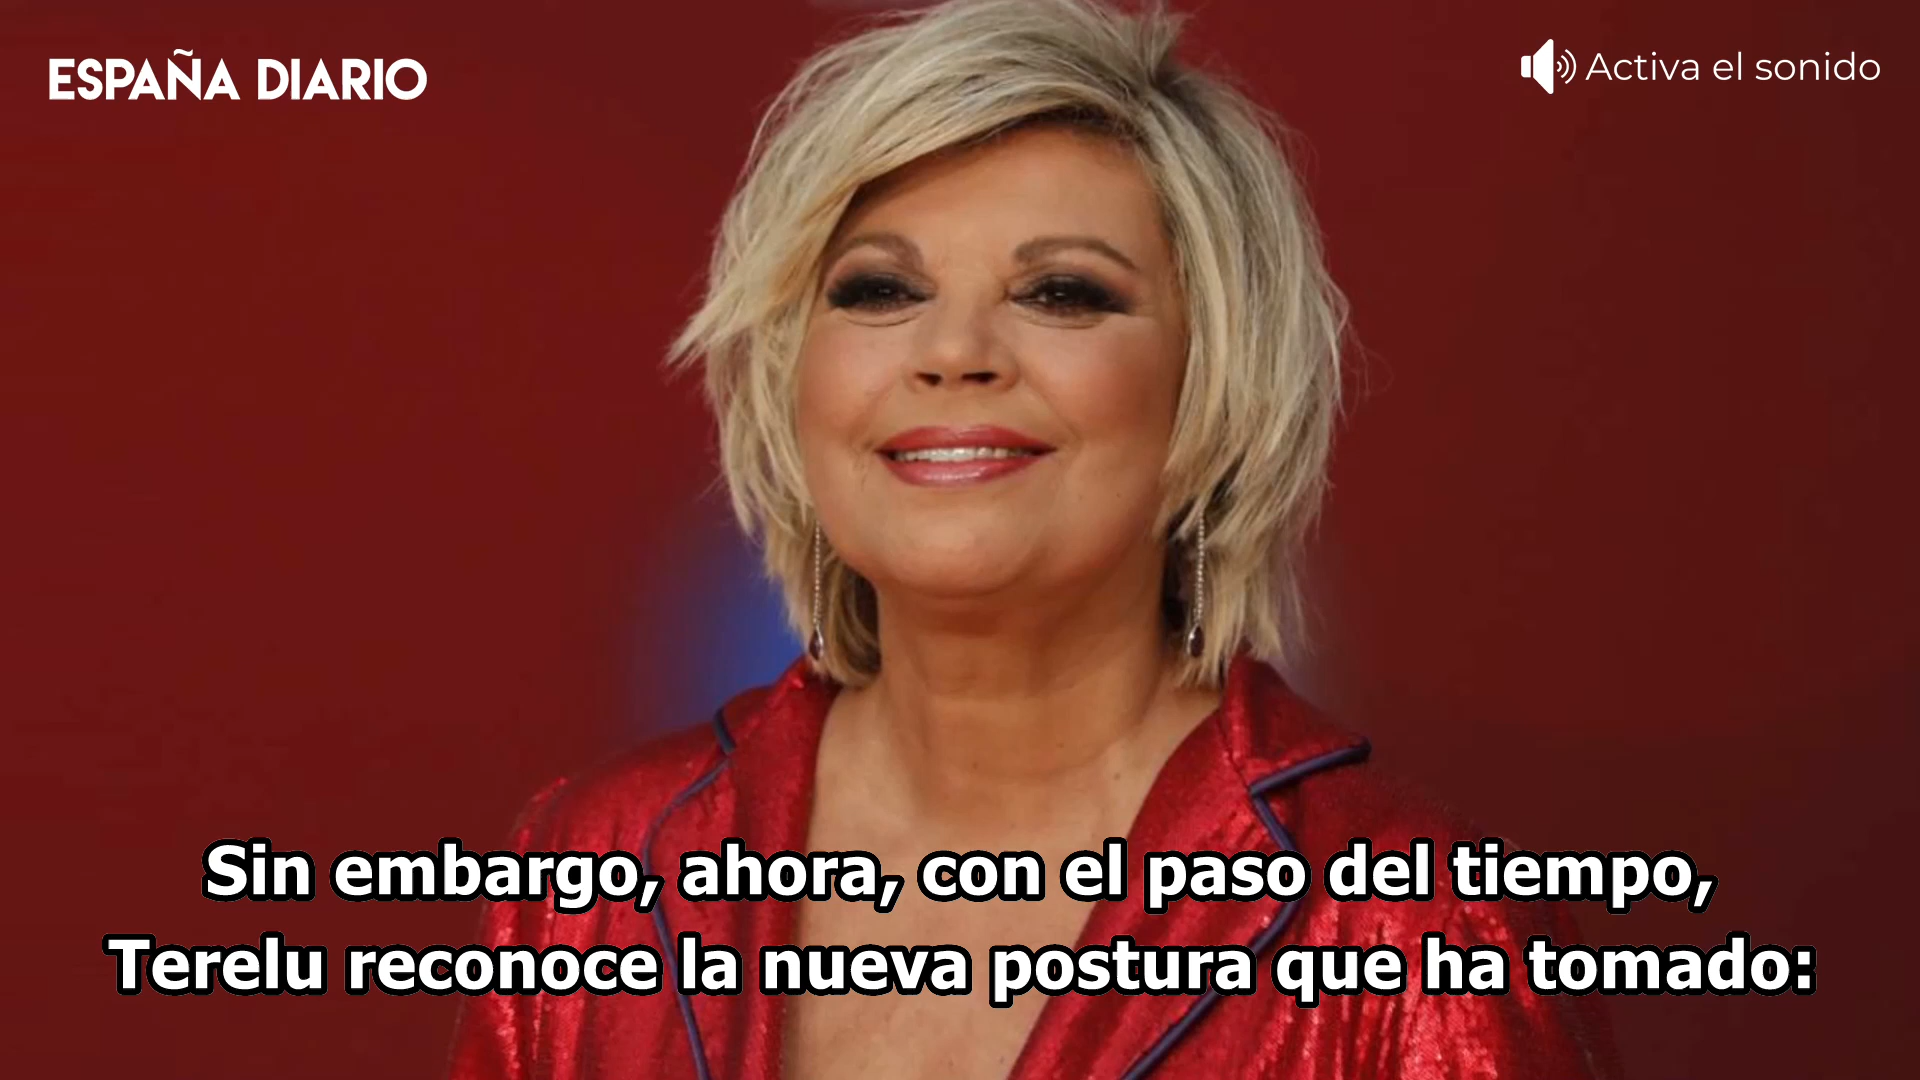 ESPAÑA DIARIO
Activa el sonido
Sin embargo, ahora, con el paso del tiempo,
Terelu reconoce la nueva postura que ha tomado: